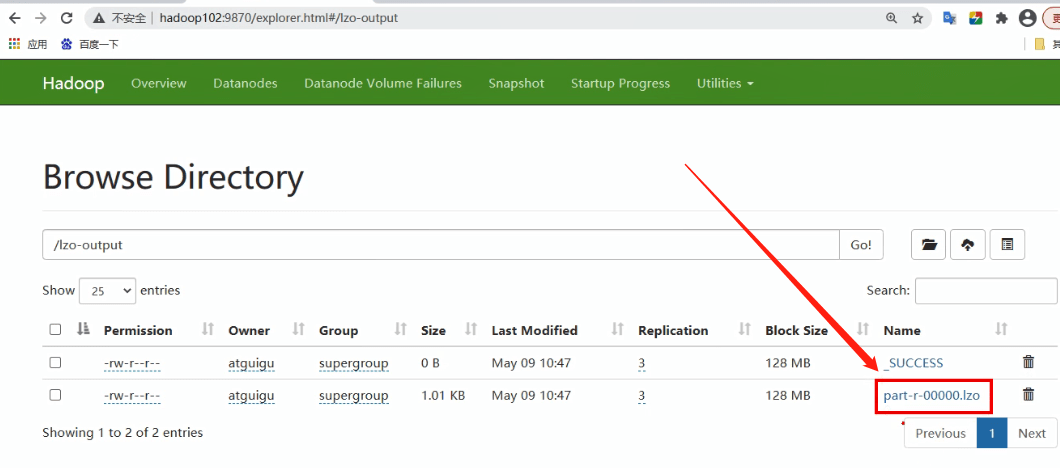 不安全 | hadoop102:9870/explorer.html#/lzo-output
应用 百度一下
Hadoop Overview Datanodes Datanode Volume Failures Snapshot Startup Progress Utilities
Browse Directory
/lzo-output Go!
Show 25 entries Search:
Permission Owner Group Size Last Modified Replication Block Size Name
-rw-r--r-- atguigu supergroup 0 B May 09 10:47 3 128 MB _SUCCESS
-rw-r--r-- atguigu supergroup 1.01 KB May 09 10:47 3 128 MB part-r-00000.lzo
Showing 1 to 2 of 2 entries Previous 1 Next